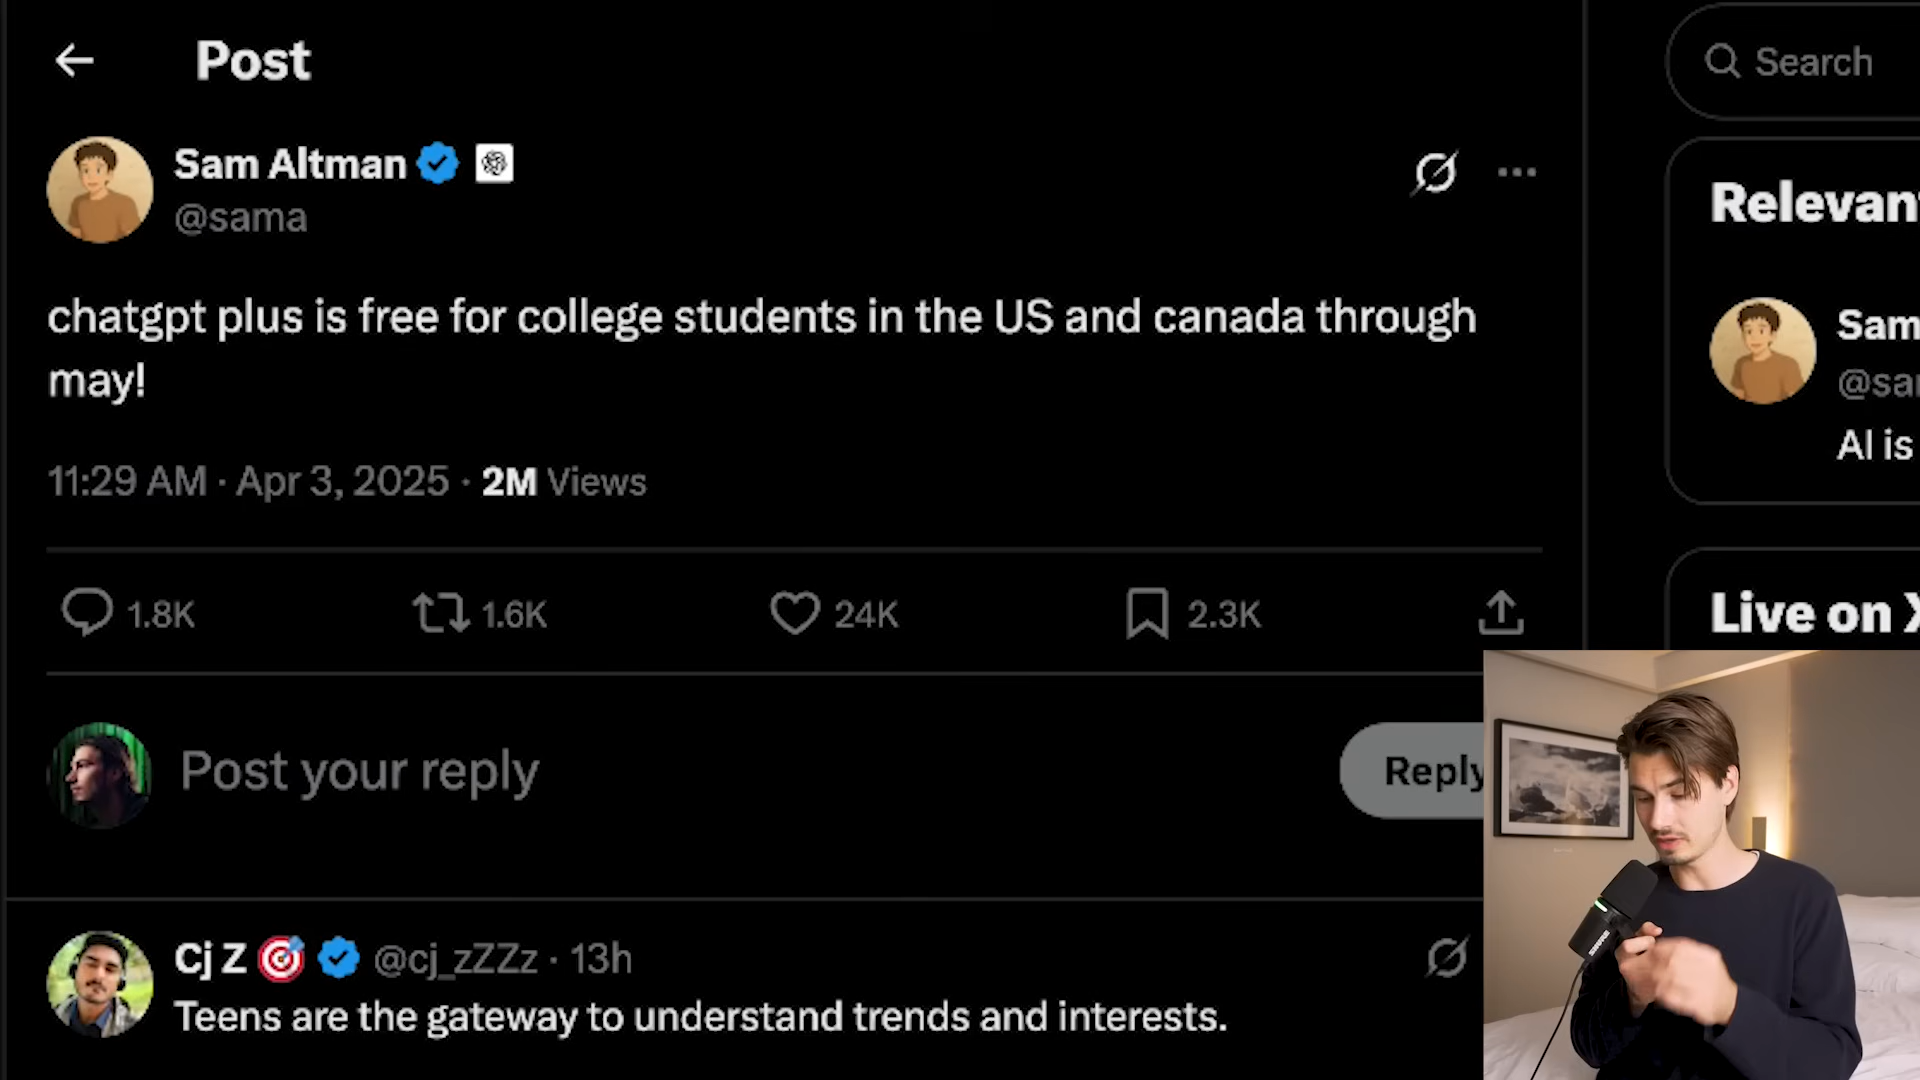 Post
Search
Sam Altman
@sama
Relevan
chatgpt plus is free for college students in the US and canada through
may!
Sam
@sa
AI is
11:29 AM · Apr 3, 2025 · 2M Views
1.8K
1.6K
24K
2.3K
Live on X
Post your reply
Reply
Cj Z @cj_zZZz · 13h
Teens are the gateway to understand trends and interests.
SHURE